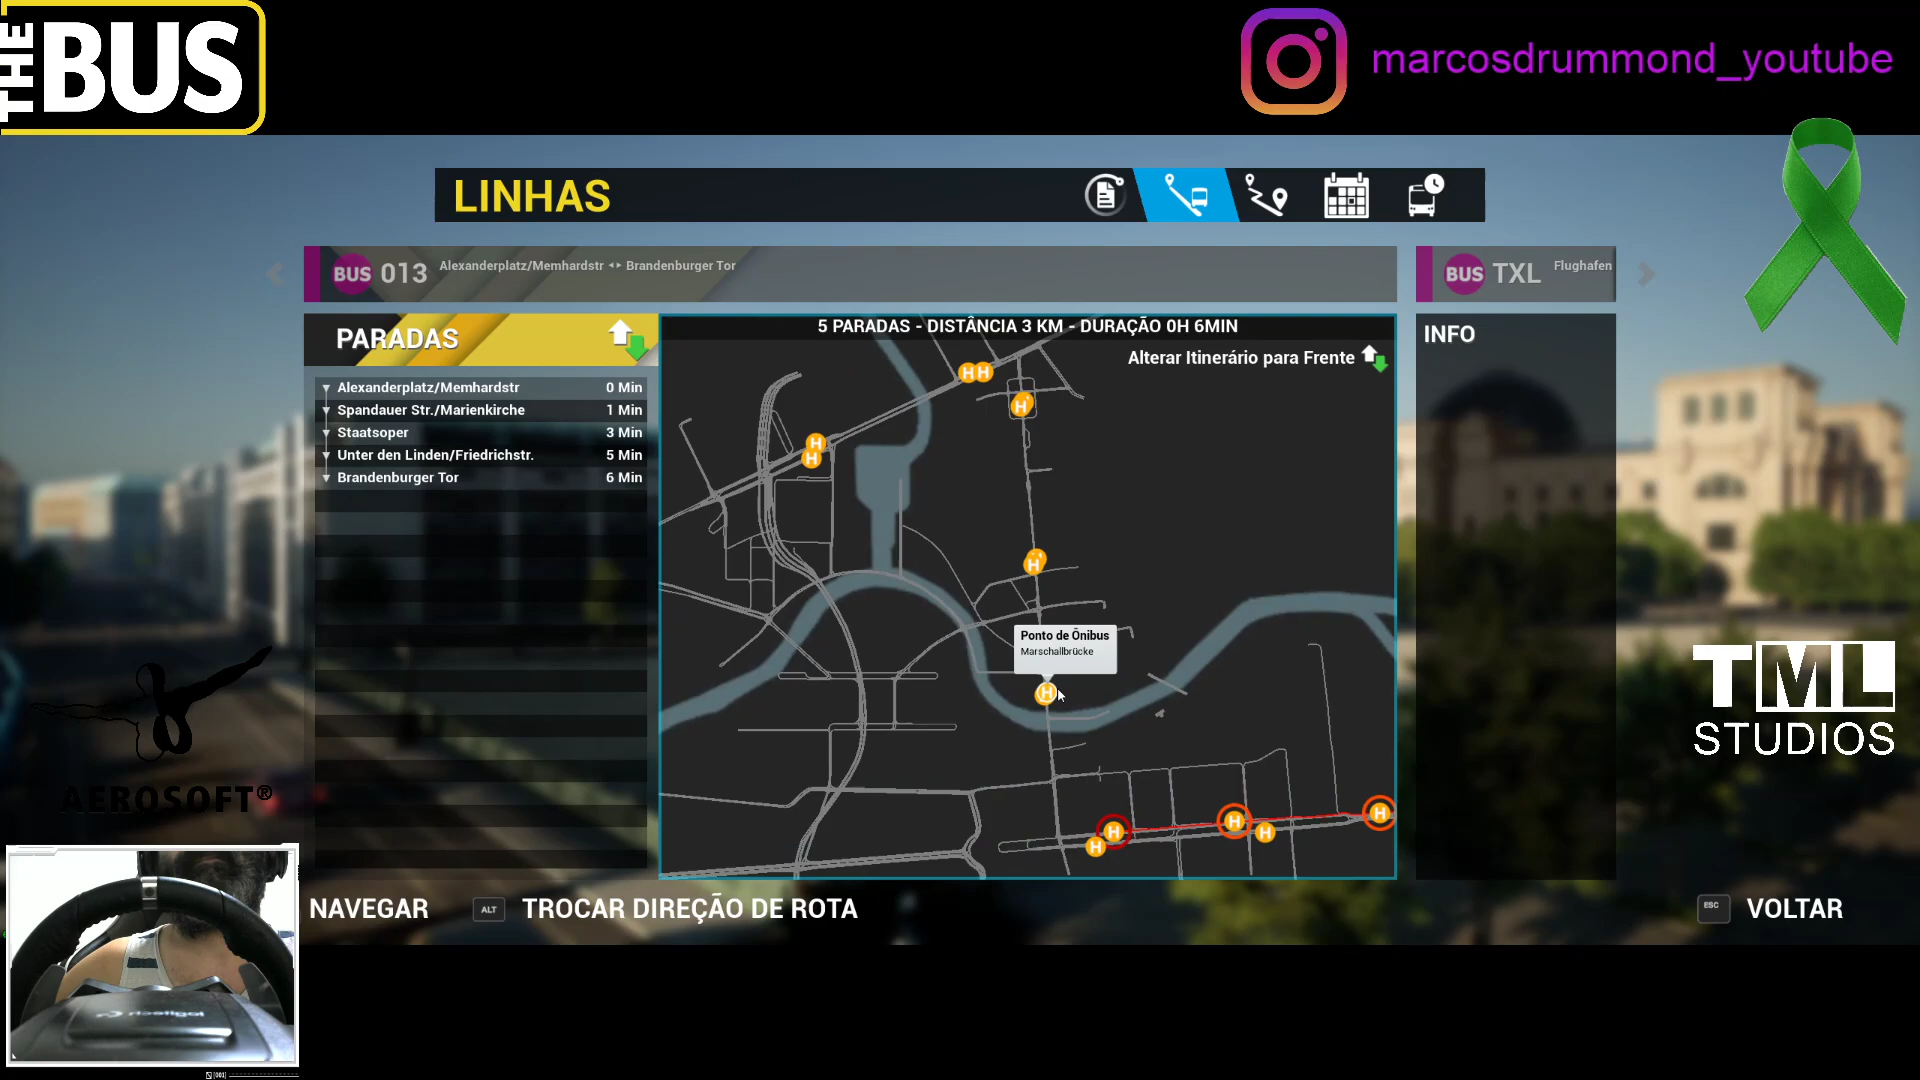 THE BUS
marcosdrummond_youtube
LINHAS
BUS 013 Alexanderplatz/Memhardstr ◂▸ Brandenburger Tor
BUS TXL Flughafen
PARADAS
Alexanderplatz/Memhardstr 0 Min
Spandauer Str./Marienkirche 1 Min
Staatsoper 3 Min
Unter den Linden/Friedrichstr. 5 Min
Brandenburger Tor 6 Min
5 PARADAS - DISTÂNCIA 3 KM - DURAÇÃO 0H 6MIN
Alterar Itinerário para Frente
H H
H
H
H
H
Ponto de Ônibus
Marschallbrücke
H
H
H
H
H
H
INFO
AEROSOFT®
TML
STUDIOS
NAVEGAR
ALT TROCAR DIREÇÃO DE ROTA
ESC VOLTAR
logitech
[001]